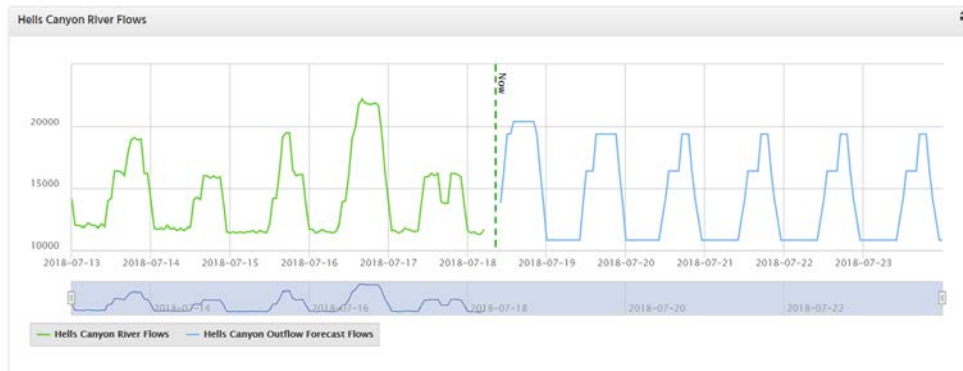 Hells Canyon River Flows
Now
20000
15000
10000
2018-07-13 2018-07-14 2018-07-15 2018-07-16 2018-07-17 2018-07-18 2018-07-19 2018-07-20 2018-07-21 2018-07-22 2018-07-23
2018-07-14 2018-07-16 2018-07-18 2018-07-20 2018-07-22
Hells Canyon River Flows Hells Canyon Outflow Forecast Flows